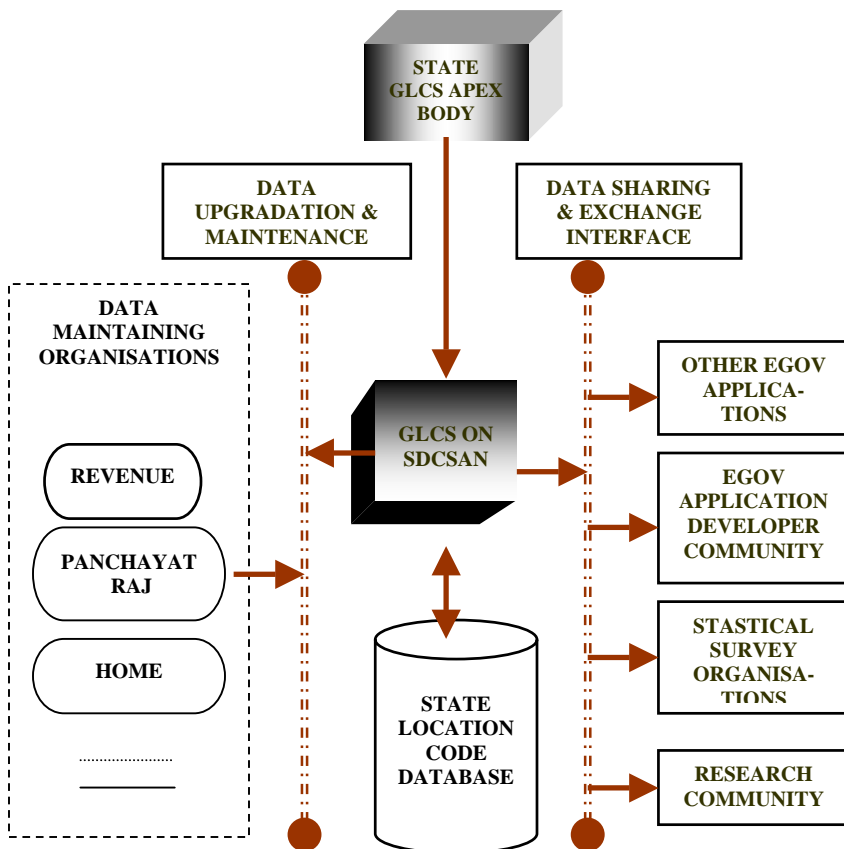 STATE
GLCS APEX
BODY
DATA
UPGRADATION &
MAINTENANCE
DATA SHARING
& EXCHANGE
INTERFACE
DATA
MAINTAINING
ORGANISATIONS
REVENUE
PANCHAYAT
RAJ
HOME
GLCS ON
SDCSAN
STATE
LOCATION
CODE
DATABASE
OTHER EGOV
APPLICA-
TIONS
EGOV
APPLICATION
DEVELOPER
COMMUNITY
STASTICAL
SURVEY
ORGANISA-
TIONS
RESEARCH
COMMUNITY